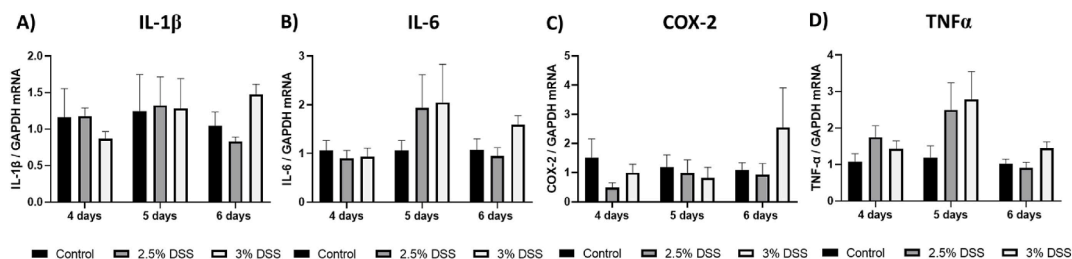 A) IL-1β
IL-1β / GAPDH mRNA
2.0
1.5
1.0
0.5
0.0
4 days 5 days 6 days
Control 2.5% DSS 3% DSS
B) IL-6
IL-6 / GAPDH mRNA
3
2
1
0
4 days 5 days 6 days
Control 2.5% DSS 3% DSS
C) COX-2
COX-2 / GAPDH mRNA
5
4
3
2
1
0
4 days 5 days 6 days
Control 2.5% DSS 3% DSS
D) TNFα
TNF-α / GAPDH mRNA
4
3
2
1
0
4 days 5 days 6 days
Control 2.5% DSS 3% DSS